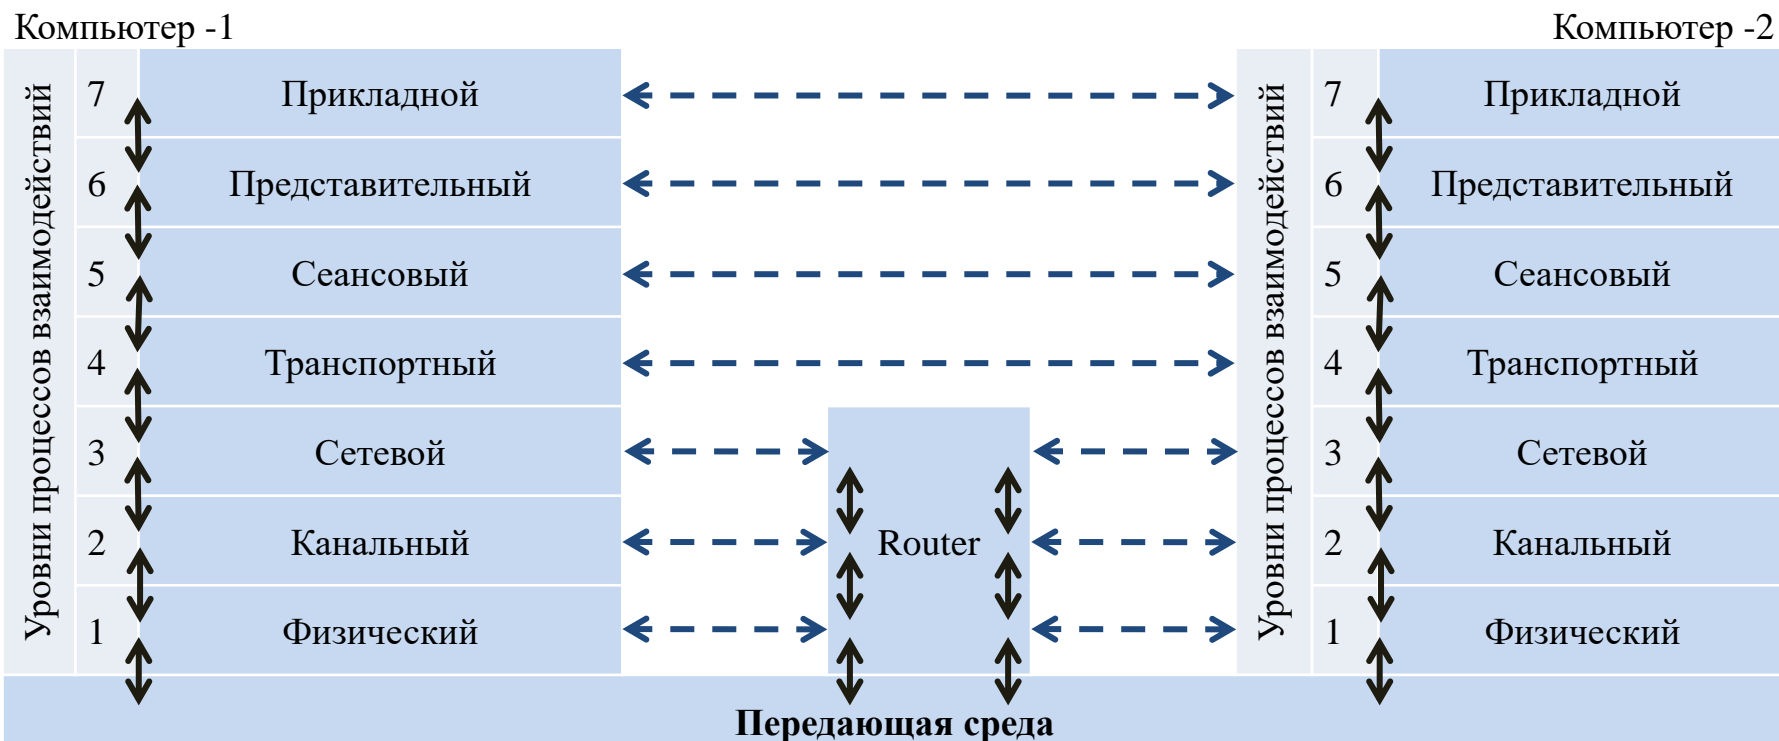 Компьютер -1
Компьютер -2
Уровни процессов взаимодействий
7 Прикладной
6 Представительный
5 Сеансовый
4 Транспортный
3 Сетевой
2 Канальный
1 Физический
Router
Уровни процессов взаимодействий
7 Прикладной
6 Представительный
5 Сеансовый
4 Транспортный
3 Сетевой
2 Канальный
1 Физический
Передающая среда